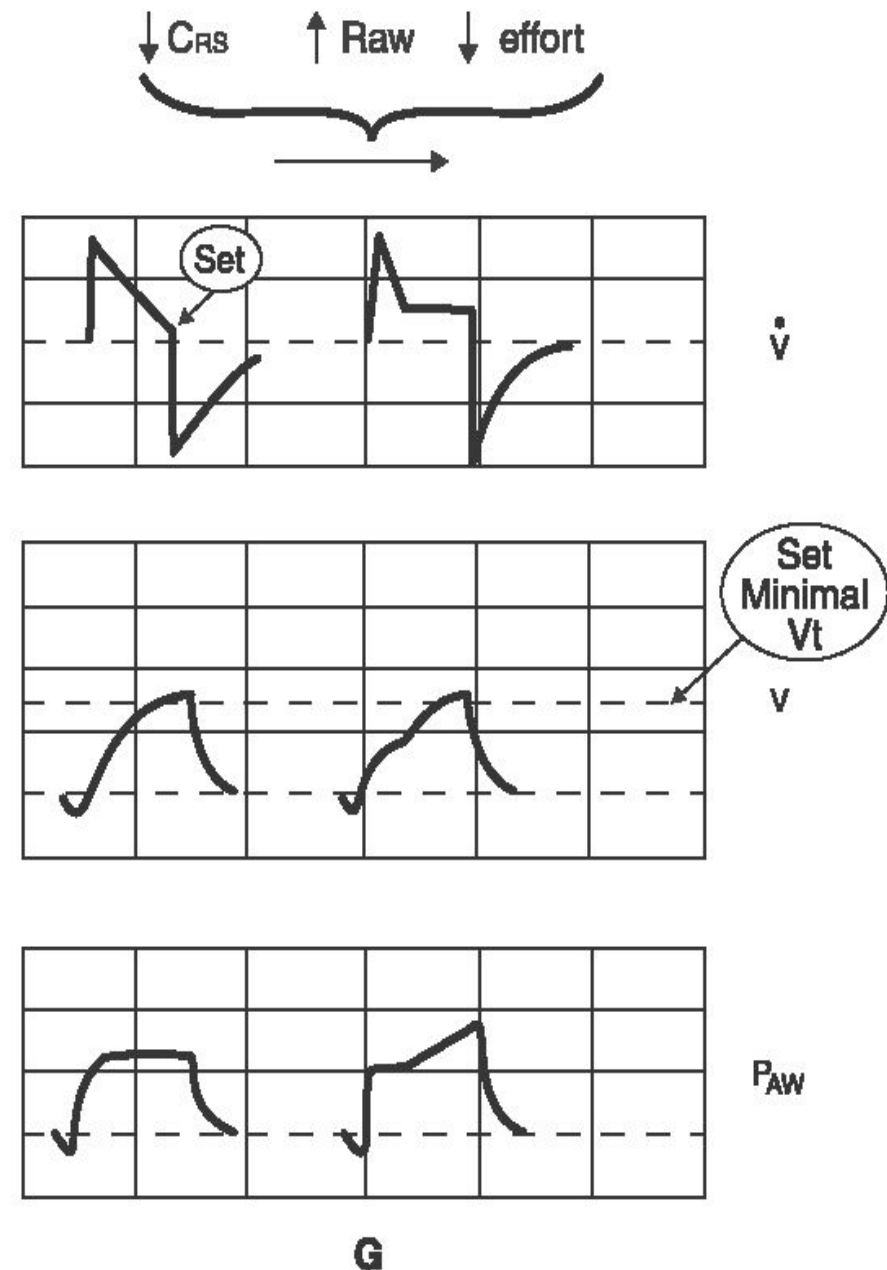 ↓ CRS ↑ Raw ↓ effort
Set
V̇
Set
Minimal
Vt
V
PAW
G